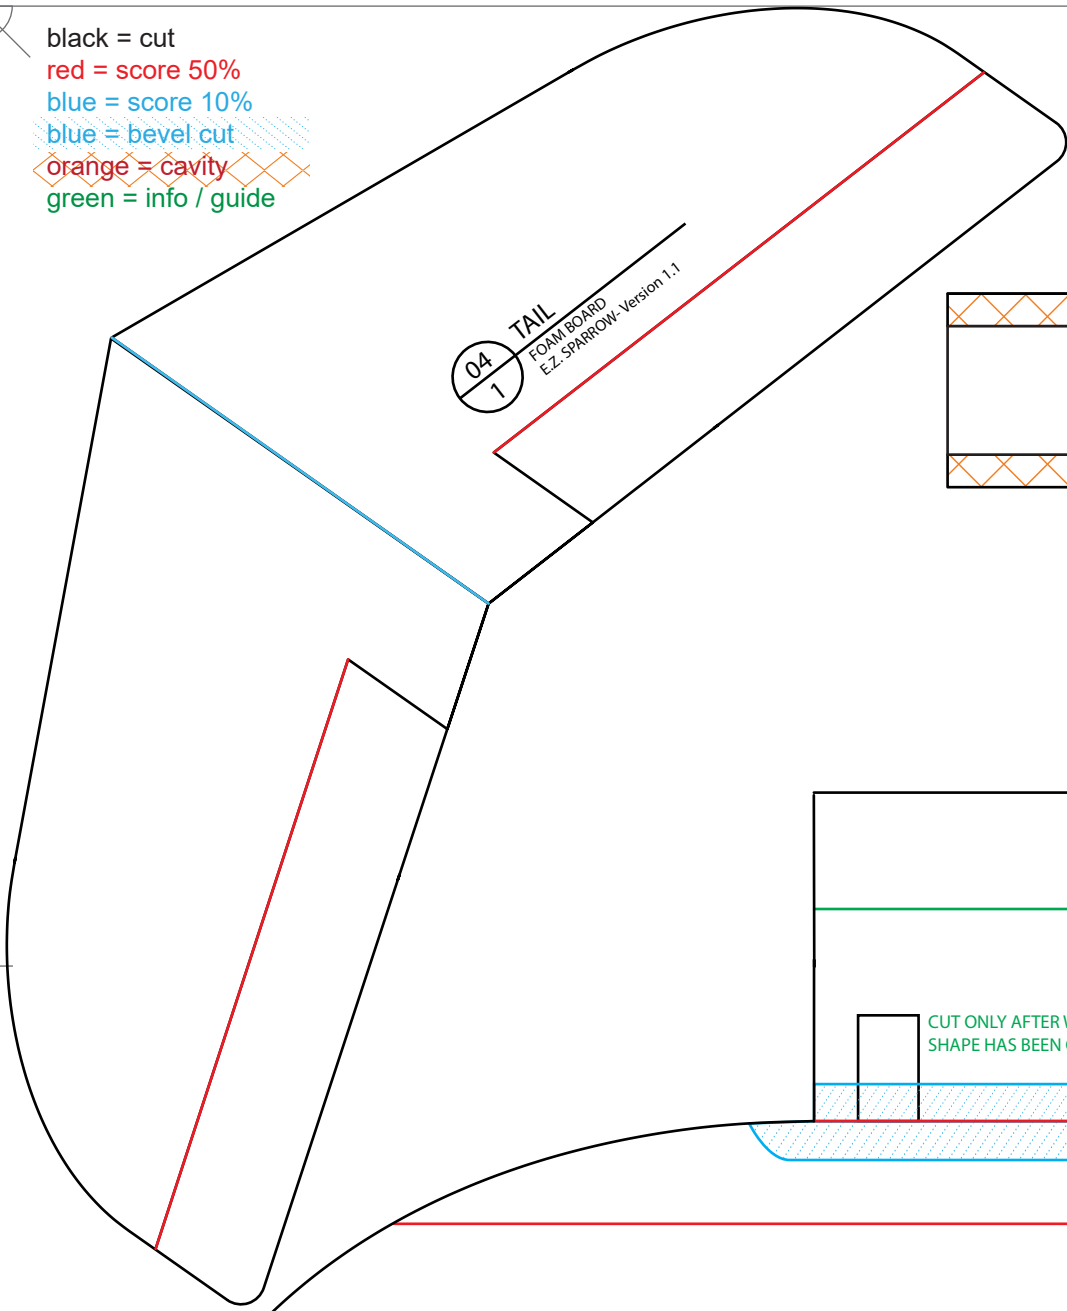 black = cut
red = score 50%
blue = score 10%
blue = bevel cut
orange = cavity
green = info / guide
04
1
TAIL
FOAM BOARD
E.Z. SPARROW- Version 1.1
CUT ONLY AFTER
SHAPE HAS BEEN